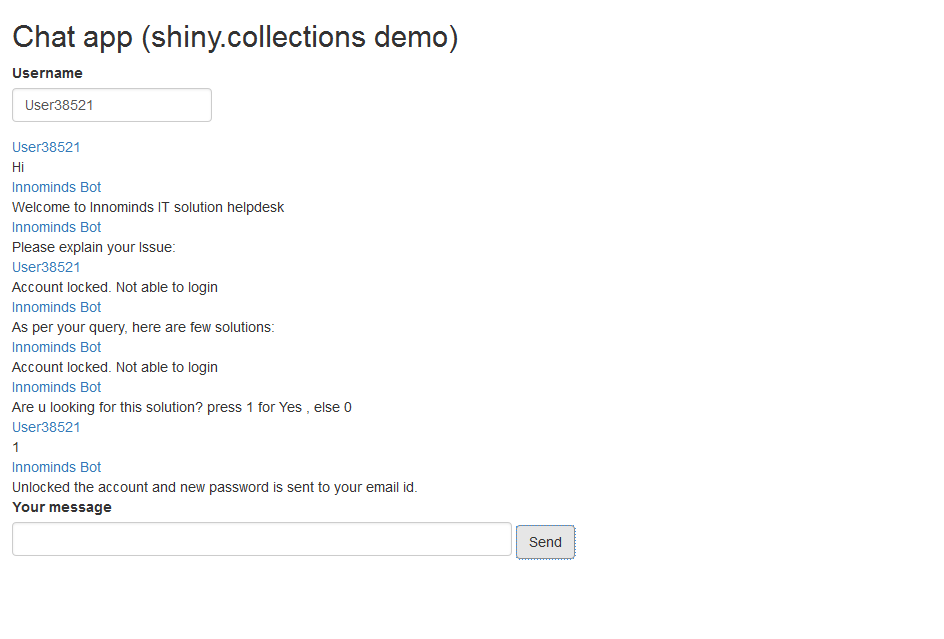 Chat app (shiny.collections demo)
Username
User38521
User38521
Hi
Innominds Bot
Welcome to Innominds IT solution helpdesk
Innominds Bot
Please explain your Issue:
User38521
Account locked. Not able to login
Innominds Bot
As per your query, here are few solutions:
Innominds Bot
Account locked. Not able to login
Innominds Bot
Are u looking for this solution? press 1 for Yes , else 0
User38521
1
Innominds Bot
Unlocked the account and new password is sent to your email id.
Your message
Send